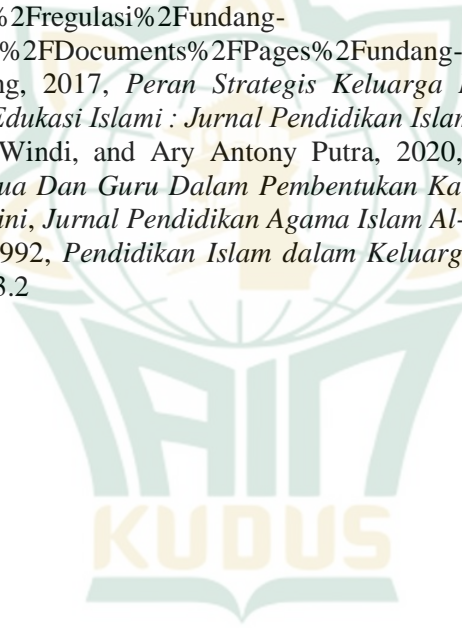 %2Fregulasi%2Fundang-
%2FDocuments%2FPages%2Fundang-
ng, 2017, Peran Strategis Keluarga
Edukasi Islami : Jurnal Pendidikan Islam
Windi, and Ary Antony Putra, 2020,
ua Dan Guru Dalam Pembentukan Ka
ini, Jurnal Pendidikan Agama Islam Al-
1992, Pendidikan Islam dalam Keluarg
3.2
IAIN
KUDUS